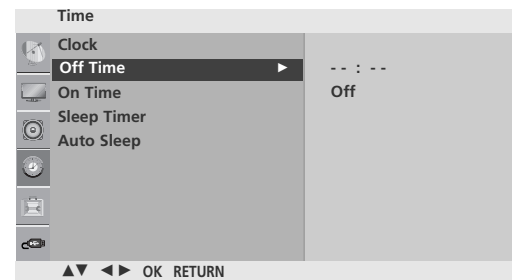 Time
Clock
Off Time ► - - : - -
On Time Off
Sleep Timer
Auto Sleep
▲▼ ◄► OK RETURN